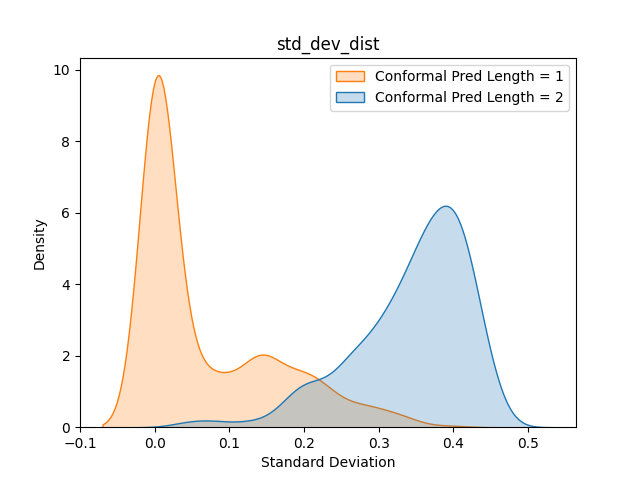 std_dev_dist
Conformal Pred Length = 1
Conformal Pred Length = 2
Density
10
8
6
4
2
0
−0.1 0.0 0.1 0.2 0.3 0.4 0.5
Standard Deviation